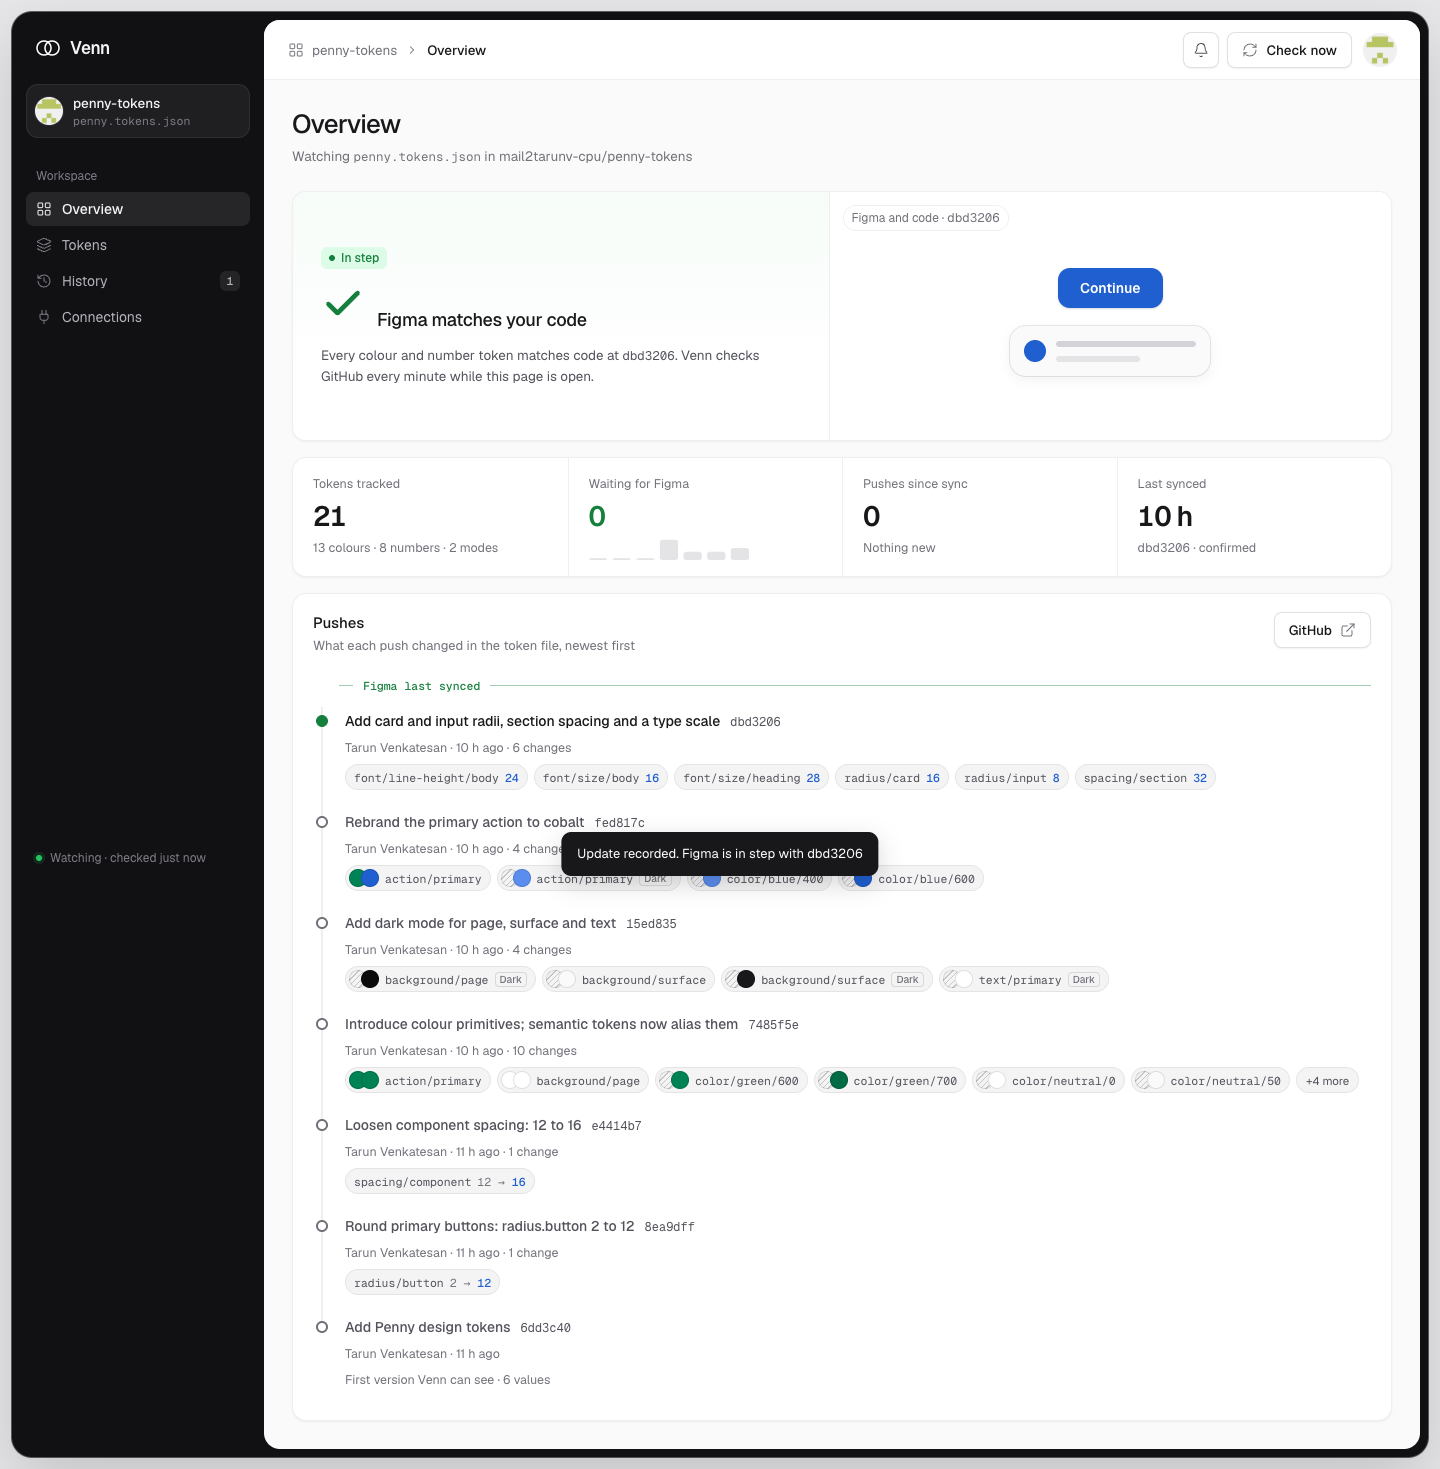 Venn
penny-tokens
penny.tokens.json
Workspace
Overview
Tokens
History 1
Connections
Watching · checked just now
penny-tokens > Overview
Check now
Overview
Watching penny.tokens.json in mail2tarunv-cpu/penny-tokens
In step
Figma matches your code
Every colour and number token matches code at dbd3206. Venn checks
GitHub every minute while this page is open.
Figma and code · dbd3206
Continue
Tokens tracked
21
13 colours · 8 numbers · 2 modes
Waiting for Figma
0
Pushes since sync
0
Nothing new
Last synced
10 h
dbd3206 · confirmed
Pushes
What each push changed in the token file, newest first
GitHub
Figma last synced
Add card and input radii, section spacing and a type scale dbd3206
Tarun Venkatesan · 10 h ago · 6 changes
font/line-height/body 24 font/size/body 16 font/size/heading 28 radius/card 16 radius/input 8 spacing/section 32
Rebrand the primary action to cobalt fed817c
Tarun Venkatesan · 10 h ago · 4 change
Update recorded. Figma is in step with dbd3206
action/primary action/primary Dark color/blue/400 color/blue/600
Add dark mode for page, surface and text 15ed835
Tarun Venkatesan · 10 h ago · 4 changes
background/page Dark background/surface background/surface Dark text/primary Dark
Introduce colour primitives; semantic tokens now alias them 7485f5e
Tarun Venkatesan · 10 h ago · 10 changes
action/primary background/page color/green/600 color/green/700 color/neutral/0 color/neutral/50 +4 more
Loosen component spacing: 12 to 16 e4414b7
Tarun Venkatesan · 11 h ago · 1 change
spacing/component 12 → 16
Round primary buttons: radius.button 2 to 12 8ea9dff
Tarun Venkatesan · 11 h ago · 1 change
radius/button 2 → 12
Add Penny design tokens 6dd3c40
Tarun Venkatesan · 11 h ago
First version Venn can see · 6 values